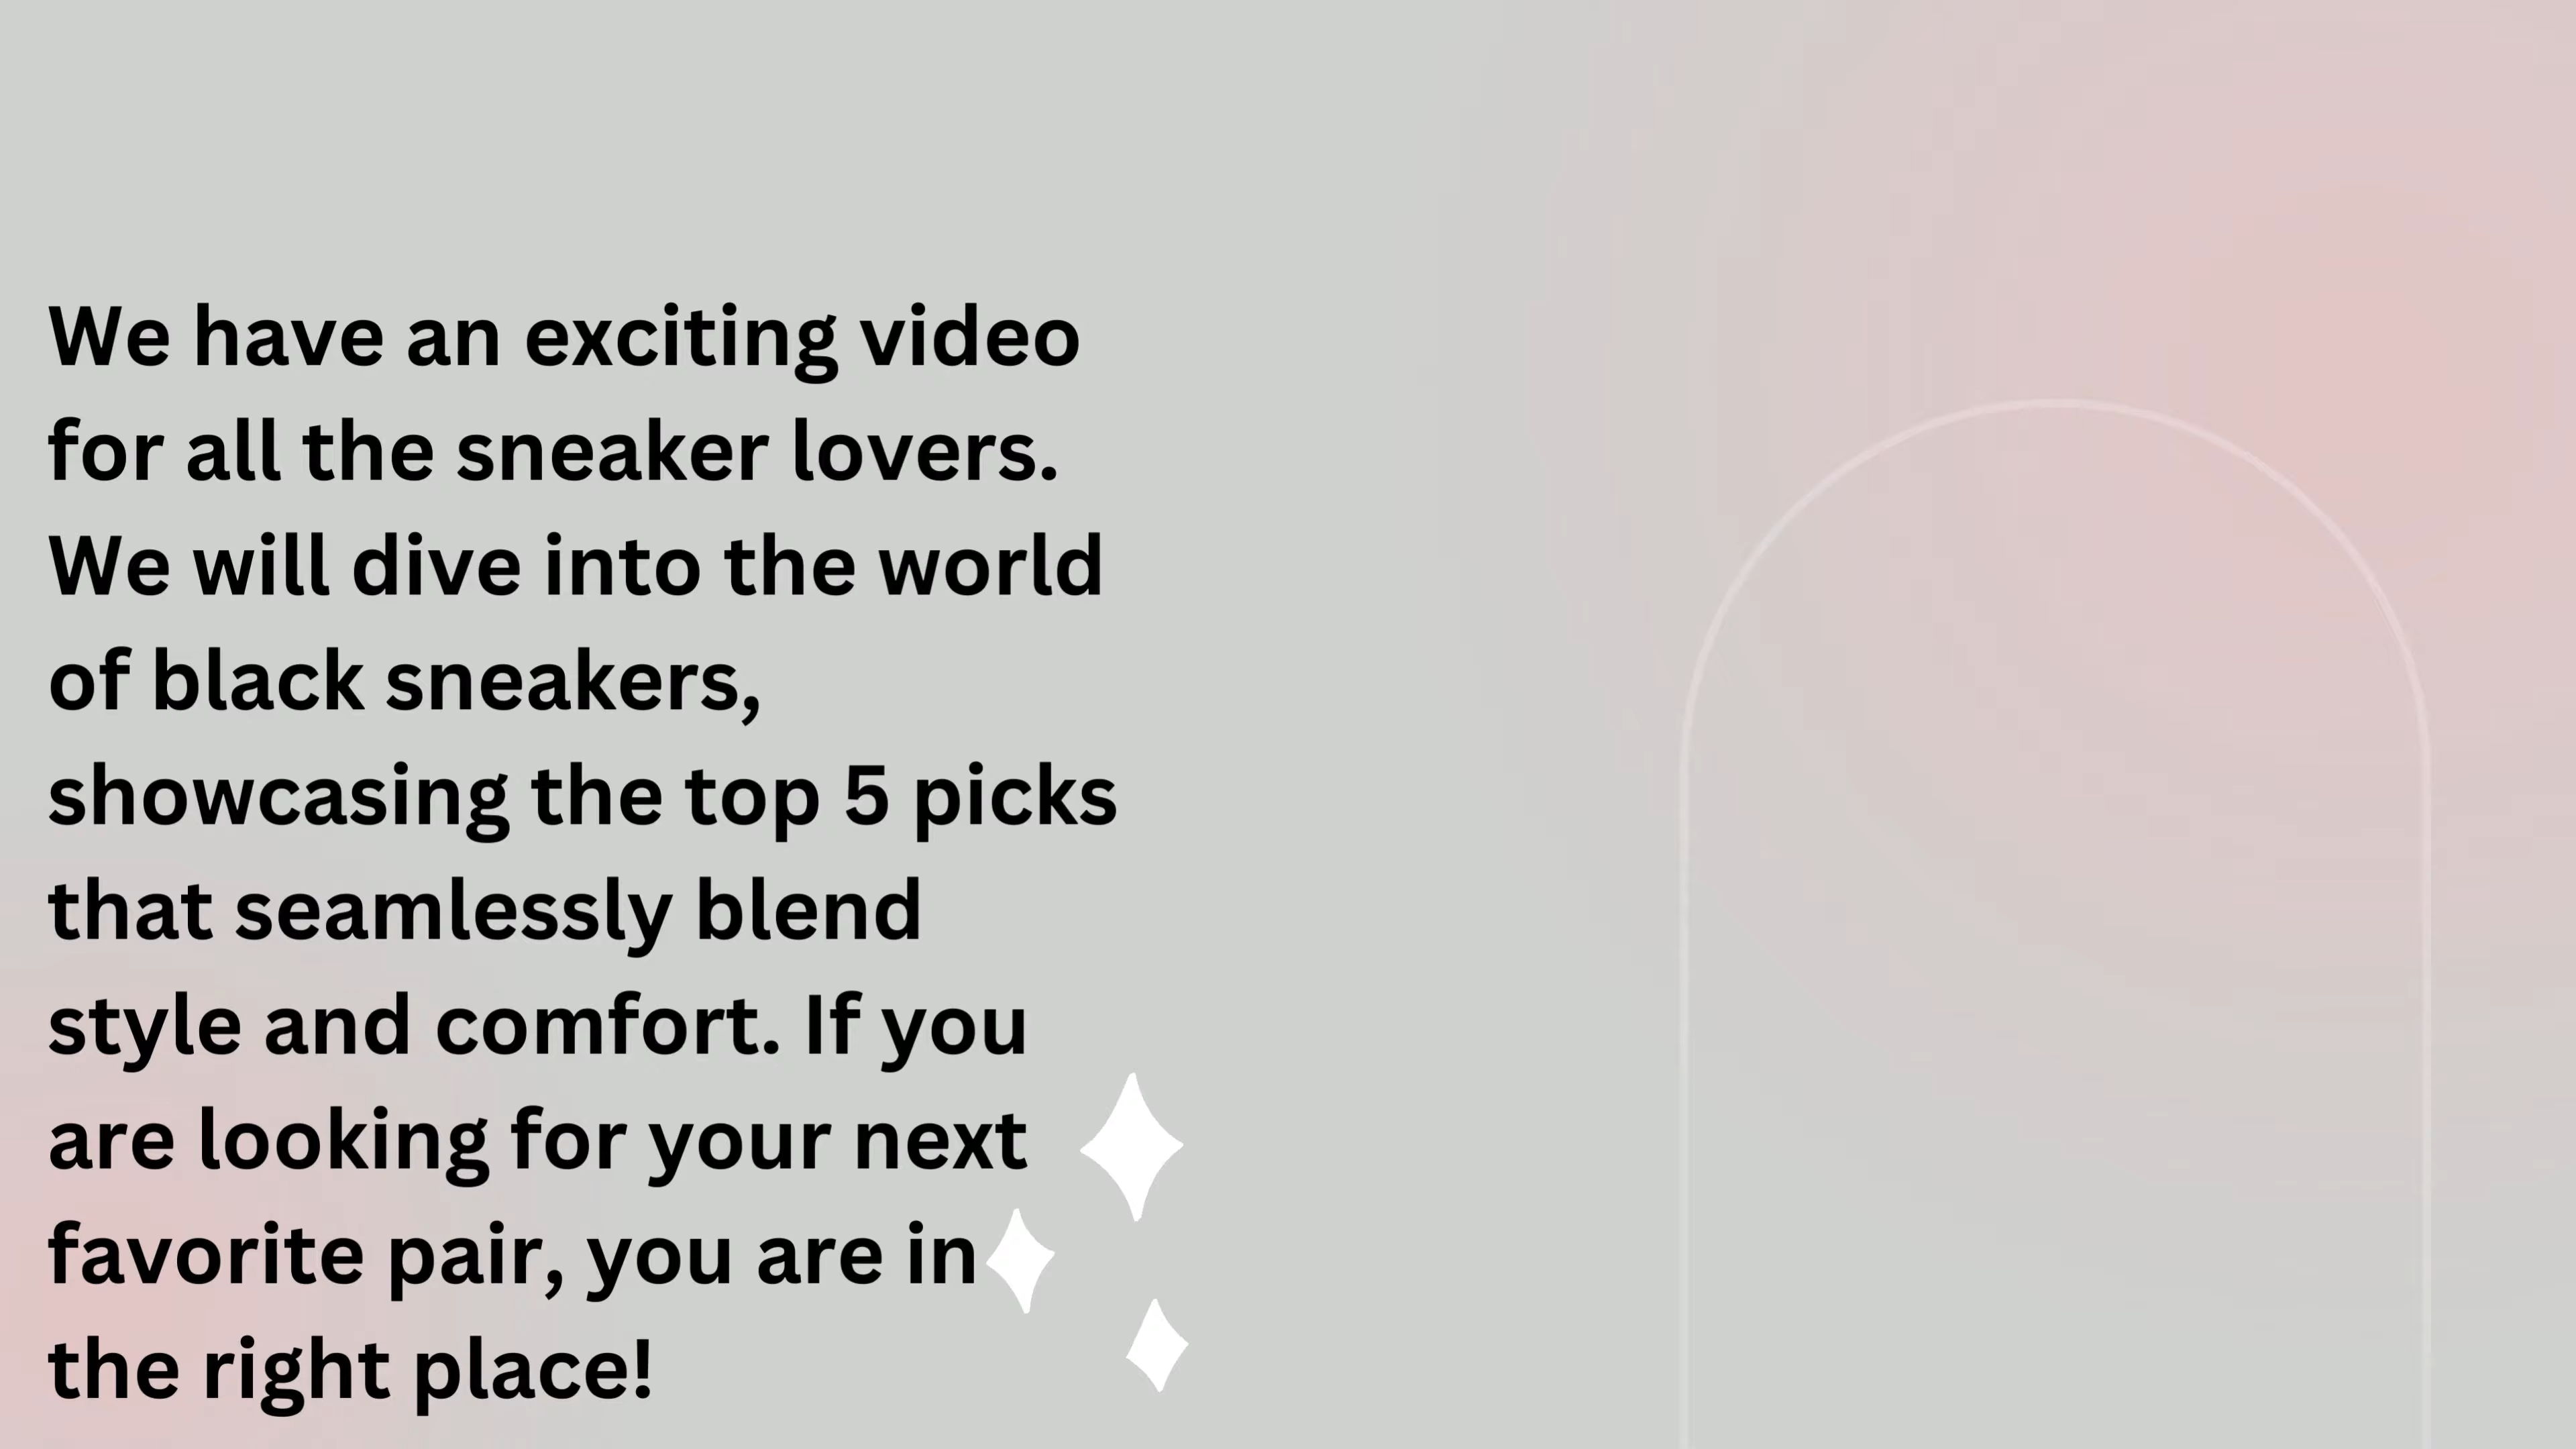 We have an exciting video
for all the sneaker lovers.
We will dive into the world
of black sneakers,
showcasing the top 5 picks
that seamlessly blend
style and comfort. If you
are looking for your next
favorite pair, you are in
the right place!